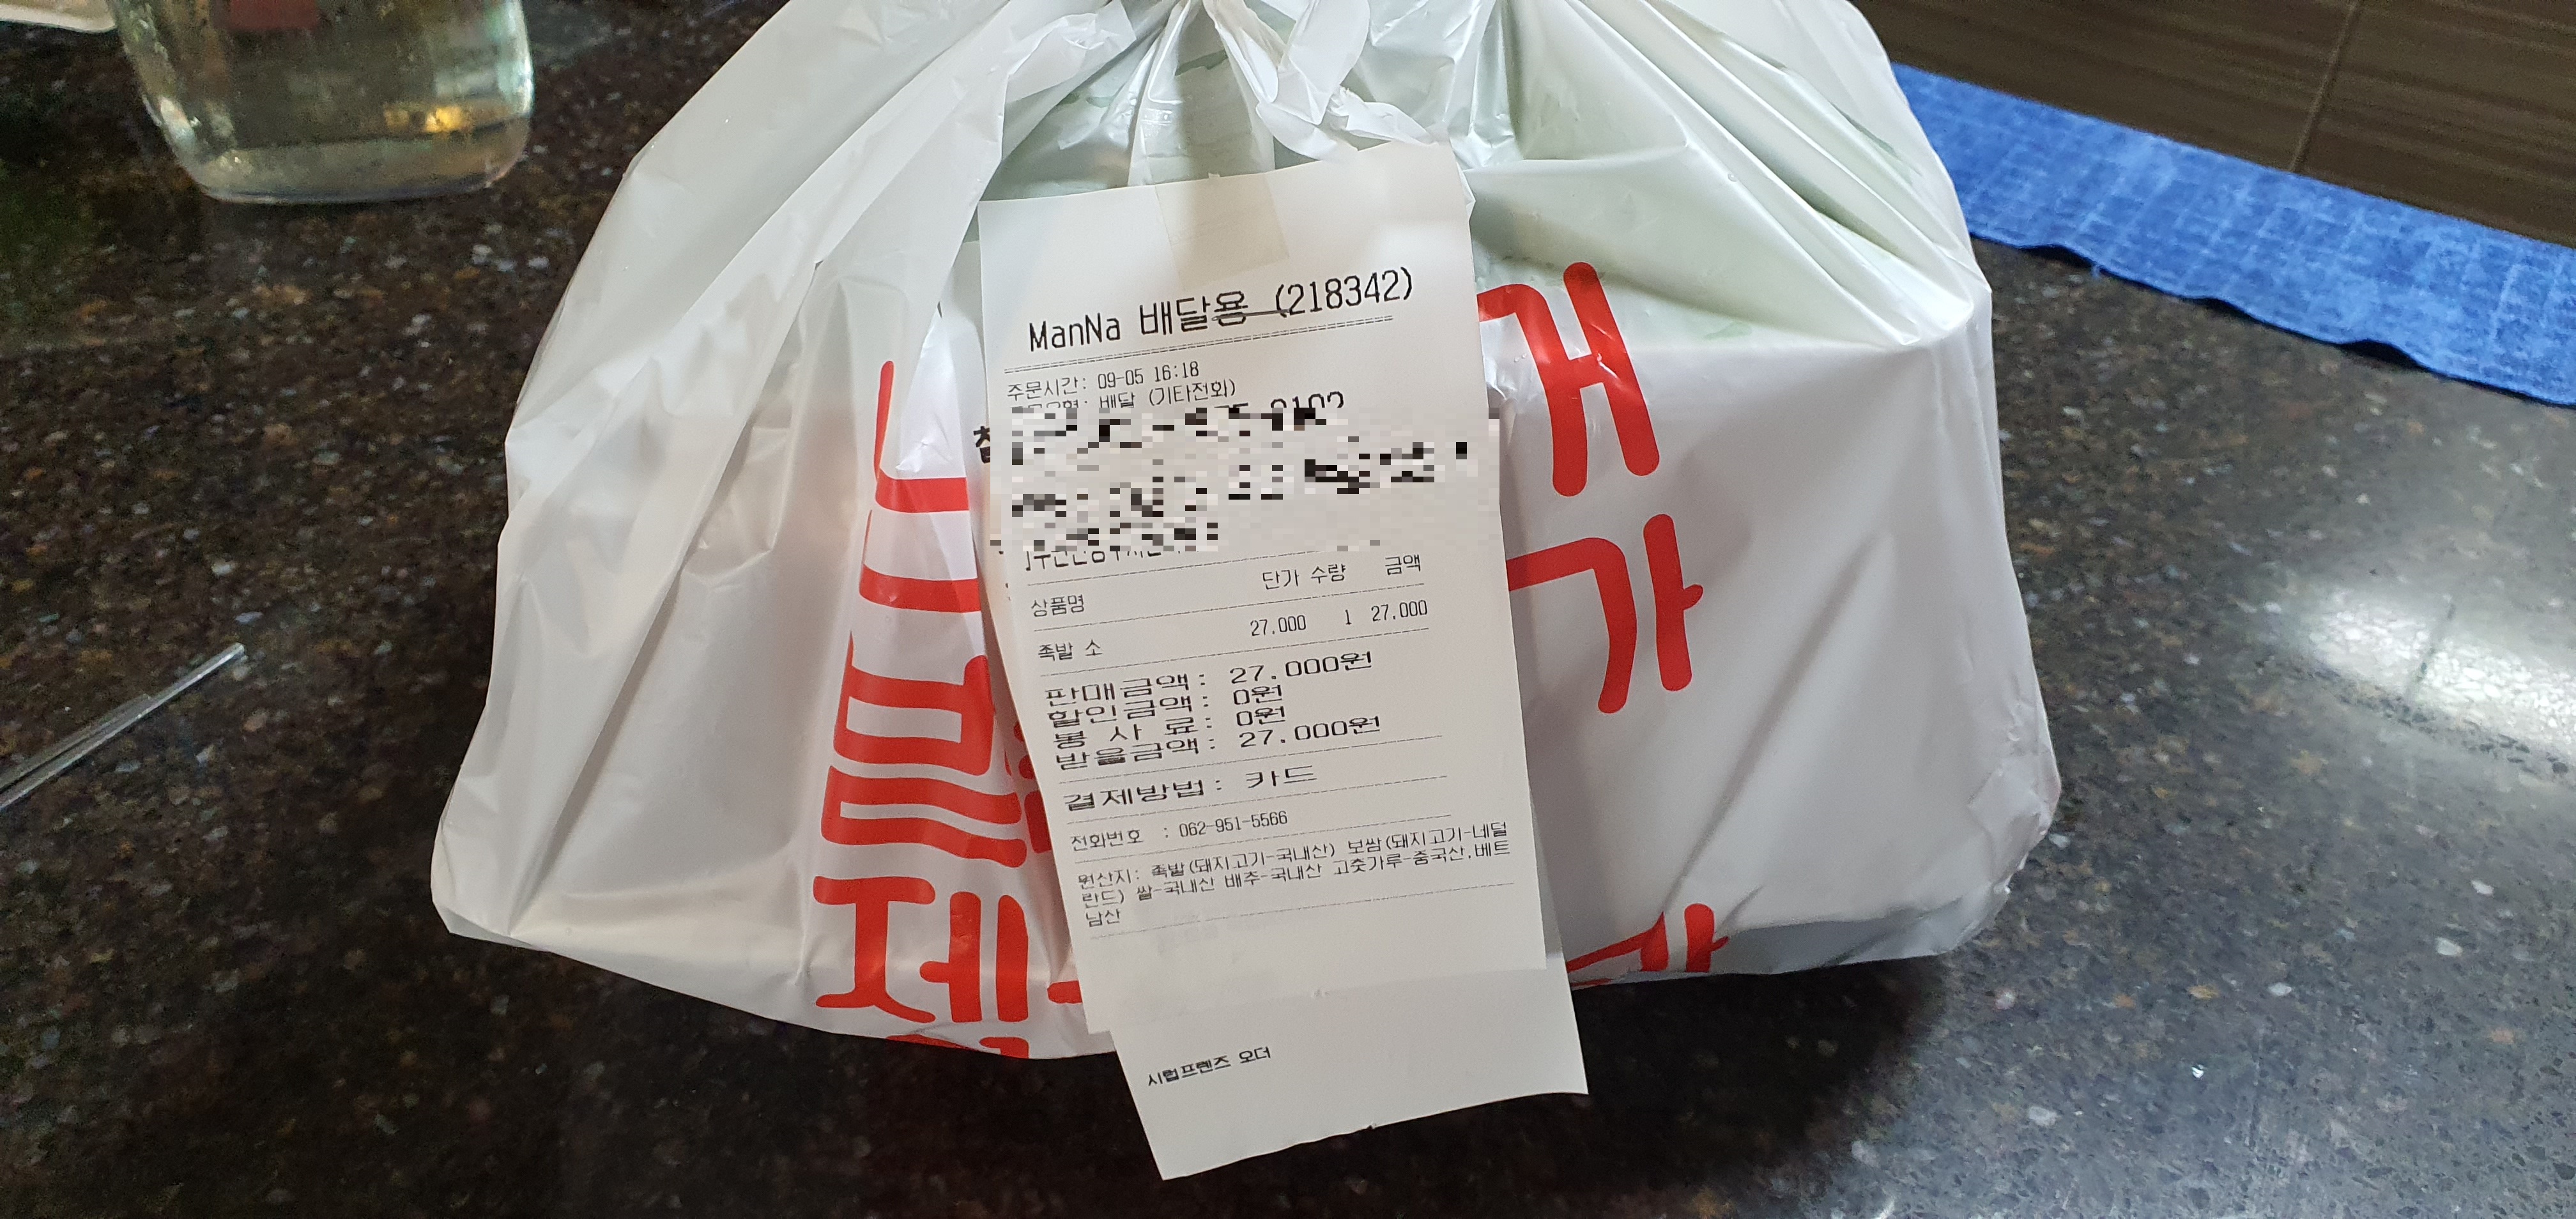 ManNa 배달용 (218342)
주문시간: 09-05 16:18
배달 (기타전화)
상품명 단가 수량 금액
족발 소 27,000 1 27,000
판매금액: 27,000원
할인금액: 0원
봉 사 료: 0원
받을금액: 27,000원
결제방법: 카드
전화번호 : 062-951-5566
원산지: 족발(돼지고기-국내산) 보쌈(돼지고기-네덜
란드) 쌀-국내산 배추-국내산 고춧가루-중국산,베트
남산
시럽프렌즈 오더
거
가
제